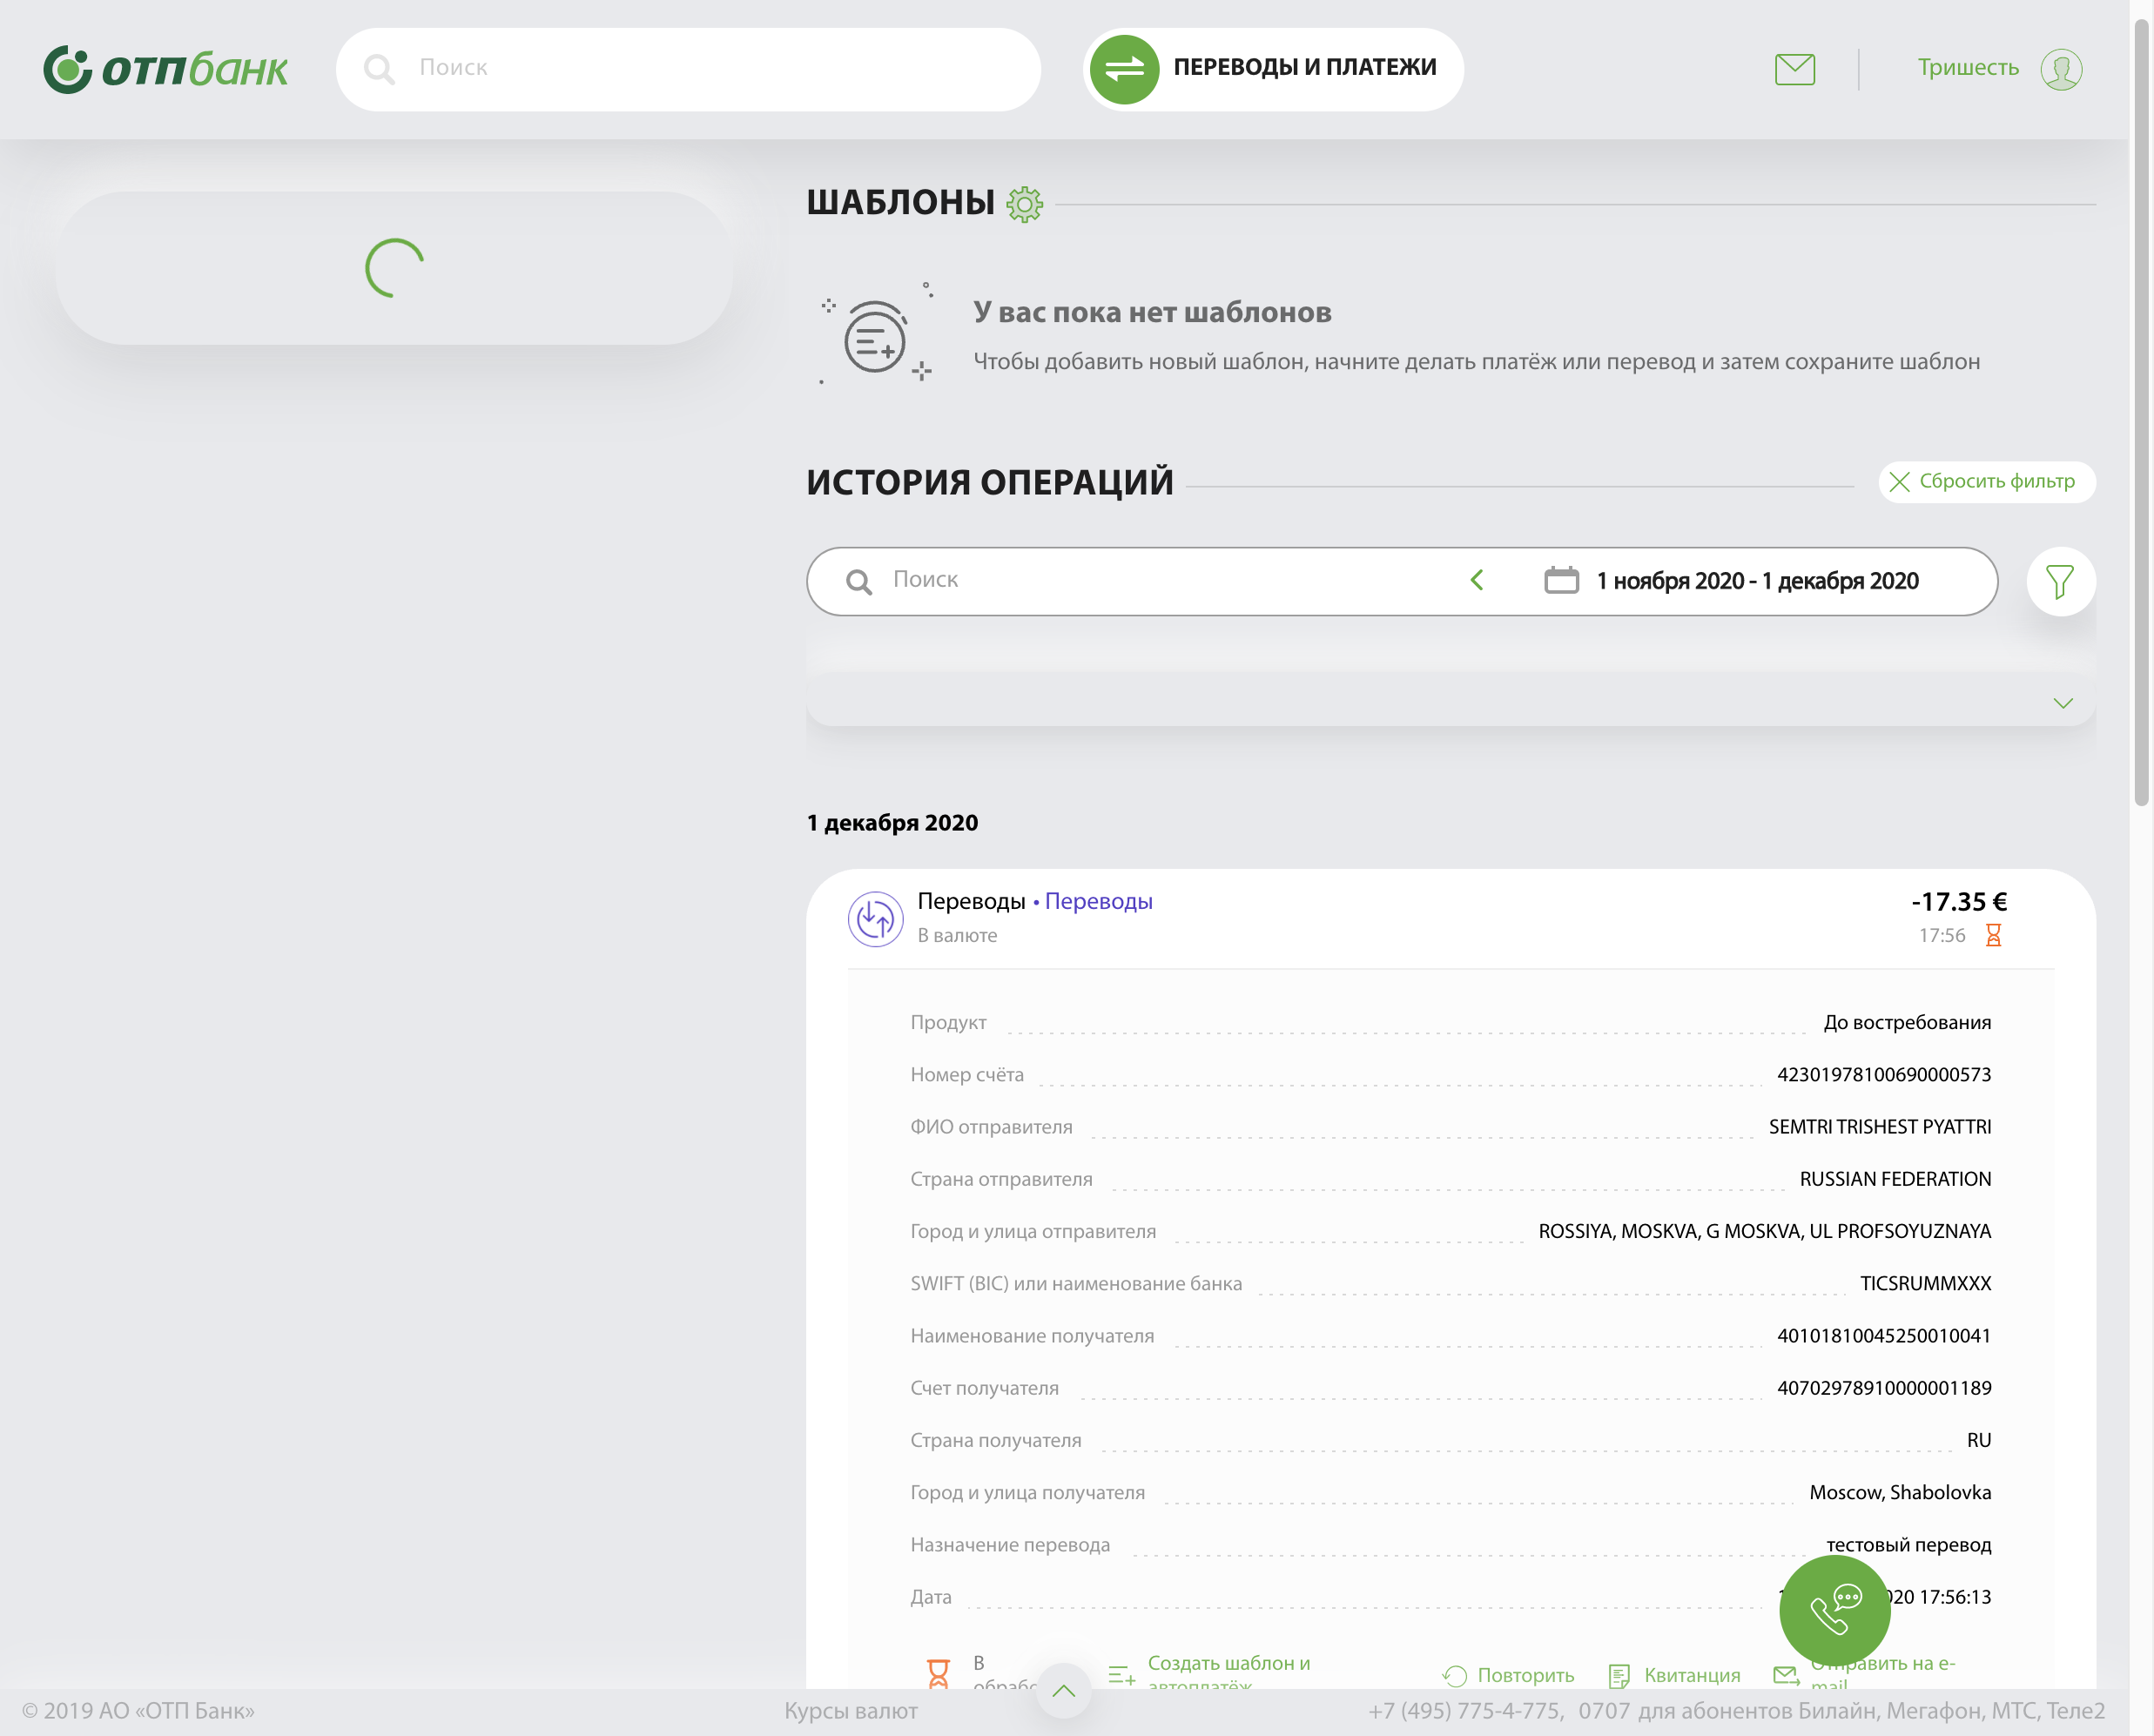 отпбанк
Поиск
ПЕРЕВОДЫ И ПЛАТЕЖИ
Тришесть
ШАБЛОНЫ
У вас пока нет шаблонов
Чтобы добавить новый шаблон, начните делать платёж или перевод и затем сохраните шаблон
ИСТОРИЯ ОПЕРАЦИЙ
Сбросить фильтр
Поиск
1 ноября 2020 - 1 декабря 2020
1 декабря 2020
Переводы • Переводы
-17.35 €
В валюте
17:56
Продукт До востребования
Номер счёта 42301978100690000573
ФИО отправителя SEMTRI TRISHEST PYATTRI
Страна отправителя RUSSIAN FEDERATION
Город и улица отправителя ROSSIYA, MOSKVA, G MOSKVA, UL PROFSOYUZNAYA
SWIFT (BIC) или наименование банка TICSRUMMXXX
Наименование получателя 40101810045250010041
Счет получателя 40702978910000001189
Страна получателя RU
Город и улица получателя Moscow, Shabolovka
Назначение перевода тестовый перевод
Дата 17:56:13
В
Создать шаблон и
автоплатёж
Повторить
Квитанция
Отправить на e-
mail
© 2019 АО «ОТП Банк»
Курсы валют
+7 (495) 775-4-775, 0707 для абонентов Билайн, Мегафон, МТС, Теле2